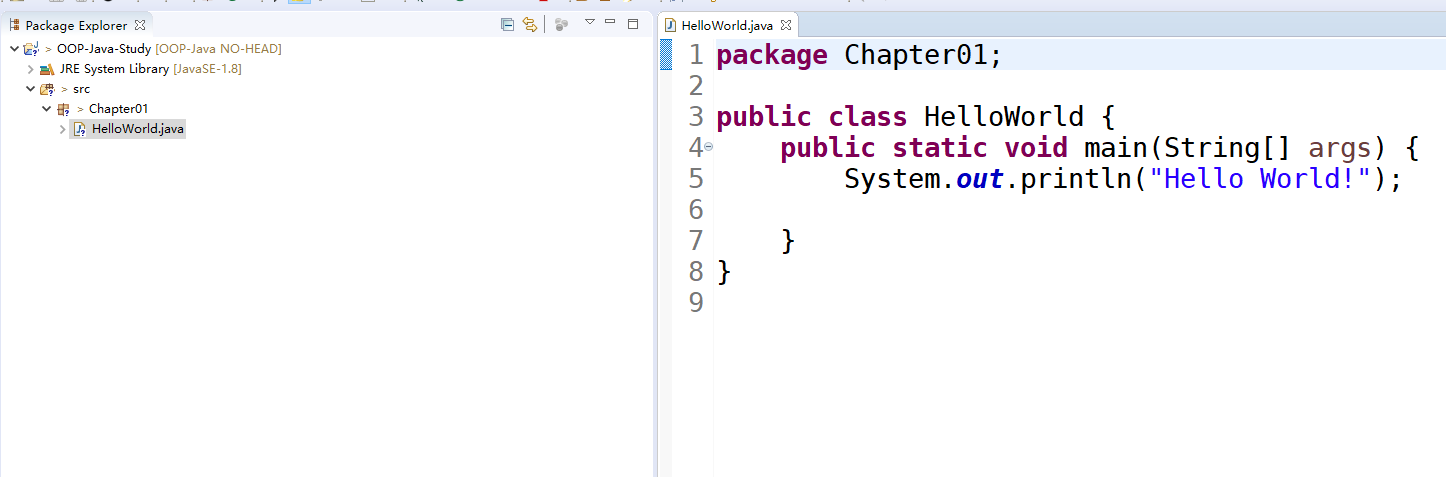 Package Explorer
> OOP-Java-Study [OOP-Java NO-HEAD]
JRE System Library [JavaSE-1.8]
> src
> Chapter01
HelloWorld.java
HelloWorld.java
1 package Chapter01;
2
3 public class HelloWorld {
4     public static void main(String[] args) {
5         System.out.println("Hello World!");
6
7     }
8 }
9